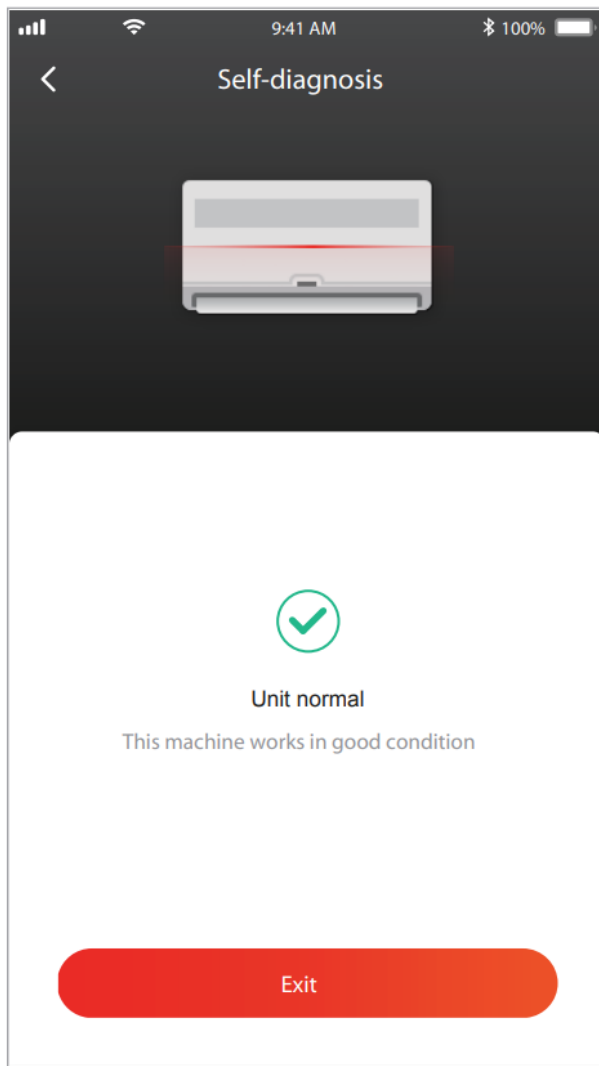 9:41 AM
100%
Self-diagnosis
Unit normal
This machine works in good condition
Exit